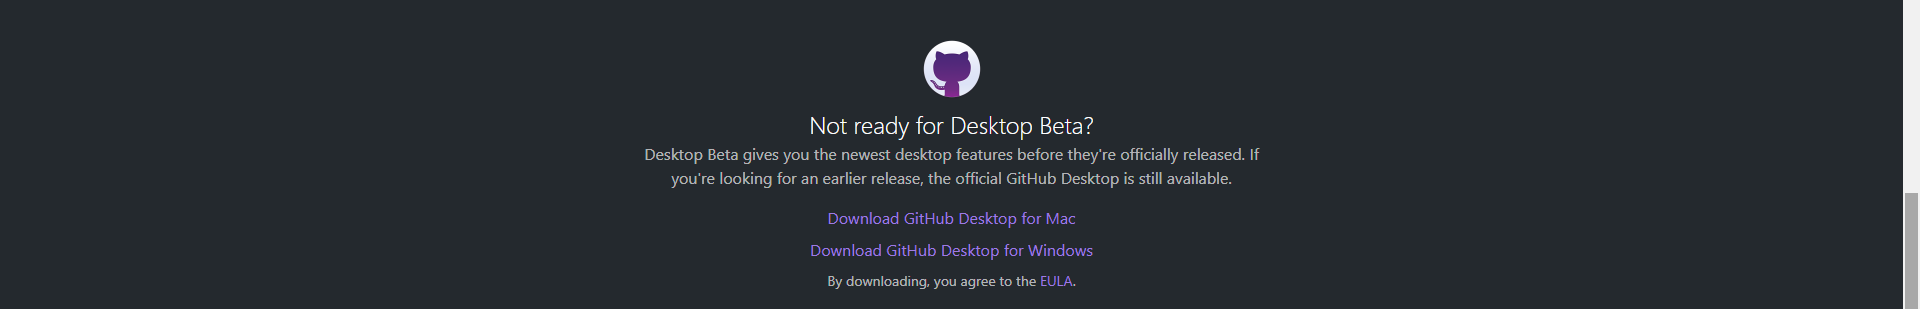 Not ready for Desktop Beta?
Desktop Beta gives you the newest desktop features before they're officially released. If
you're looking for an earlier release, the official GitHub Desktop is still available.
Download GitHub Desktop for Mac
Download GitHub Desktop for Windows
By downloading, you agree to the EULA.